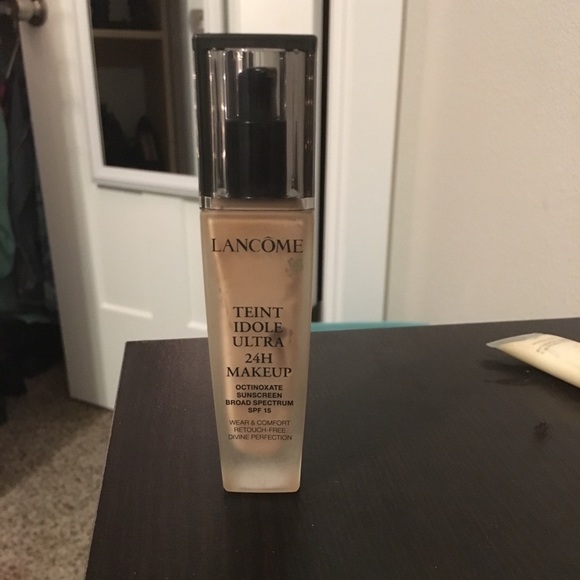 LANCÔME
TEINT
IDOLE
ULTRA
24H
MAKEUP
OCTINOXATE
SUNSCREEN
BROAD SPECTRUM
SPF 15
WEAR & COMFORT
RETOUCH-FREE
DIVINE PERFECTION